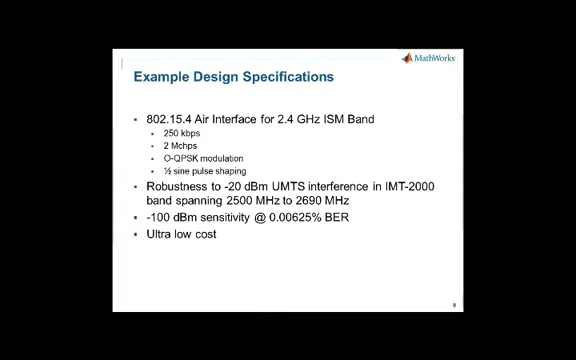 MathWorks
Example Design Specifications
802.15.4 Air Interface for 2.4 GHz ISM Band
250 kbps
2 Mchps
O-QPSK modulation
½ sine pulse shaping
Robustness to -20 dBm UMTS interference in IMT-2000
band spanning 2500 MHz to 2690 MHz
-100 dBm sensitivity @ 0.00625% BER
Ultra low cost
9